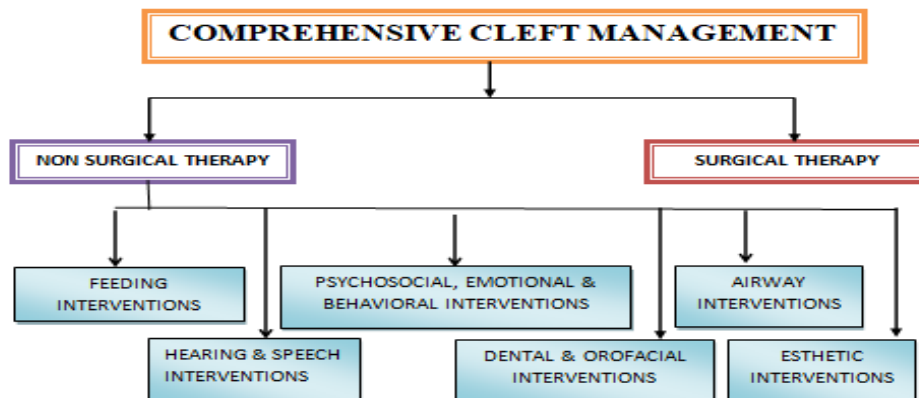 COMPREHENSIVE CLEFT MANAGEMENT
NON SURGICAL THERAPY
SURGICAL THERAPY
FEEDING
INTERVENTIONS
PSYCHOSOCIAL, EMOTIONAL &
BEHAVIORAL INTERVENTIONS
AIRWAY
INTERVENTIONS
HEARING & SPEECH
INTERVENTIONS
DENTAL & OROFACIAL
INTERVENTIONS
ESTHETIC
INTERVENTIONS